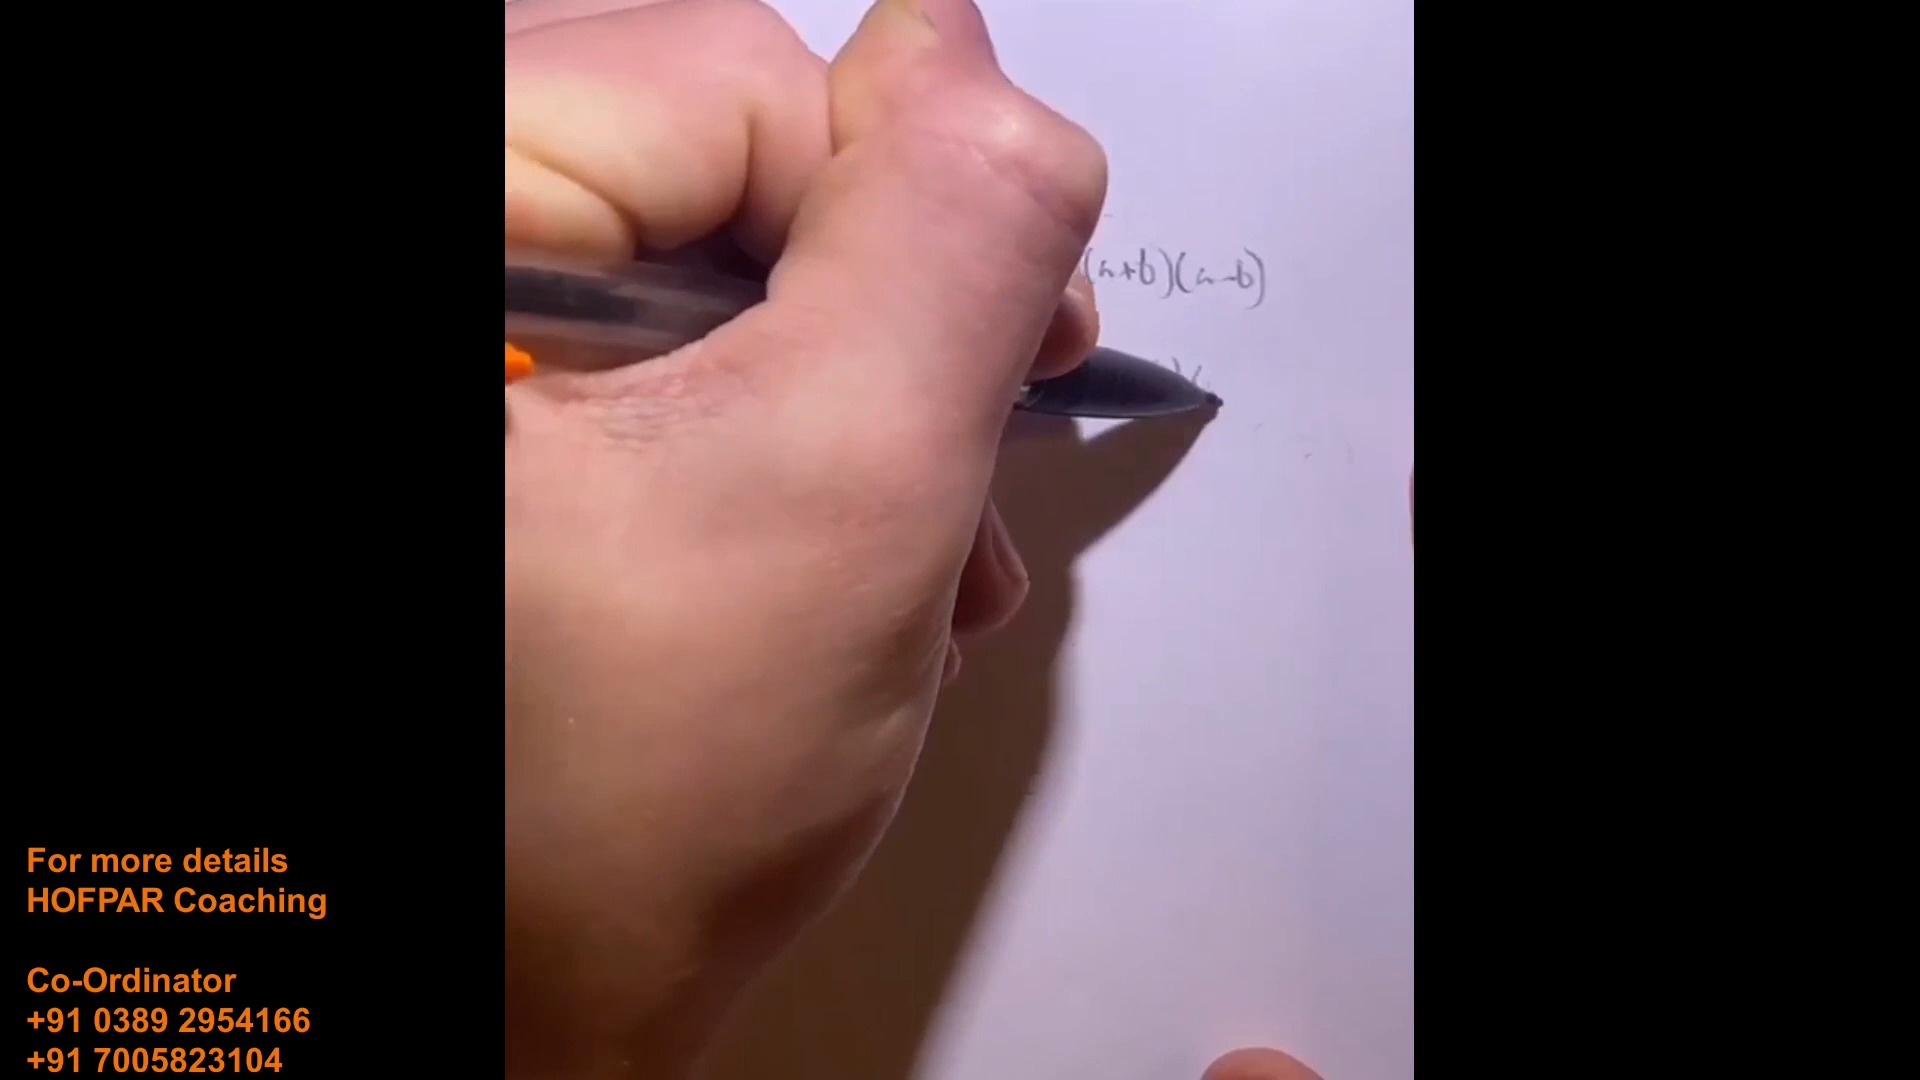 (a+b)(a-b)
)(
For more details
HOFPAR Coaching
Co-Ordinator
+91 0389 2954166
+91 7005823104